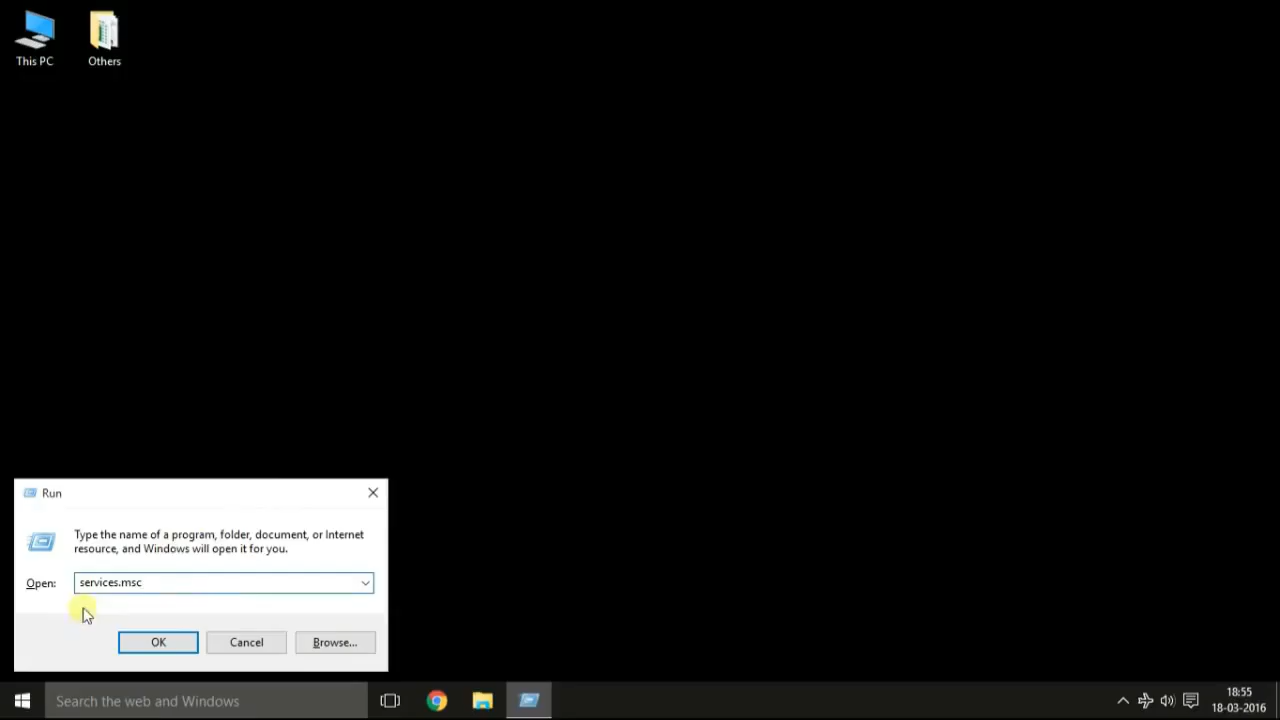 This PC
Others
Run
Type the name of a program, folder, document, or Internet
resource, and Windows will open it for you.
Open:
services.msc
OK
Cancel
Browse...
Search the web and Windows
18:55
18-03-2016